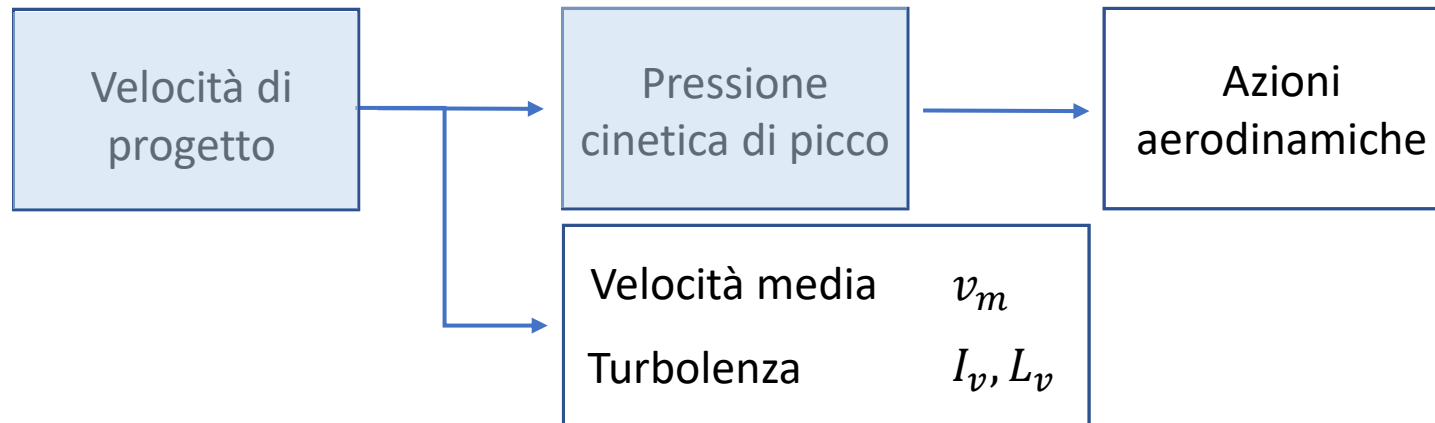 Velocità di
progetto
Pressione
cinetica di picco
Azioni
aerodinamiche
Velocità media v_m
Turbolenza I_v, L_v